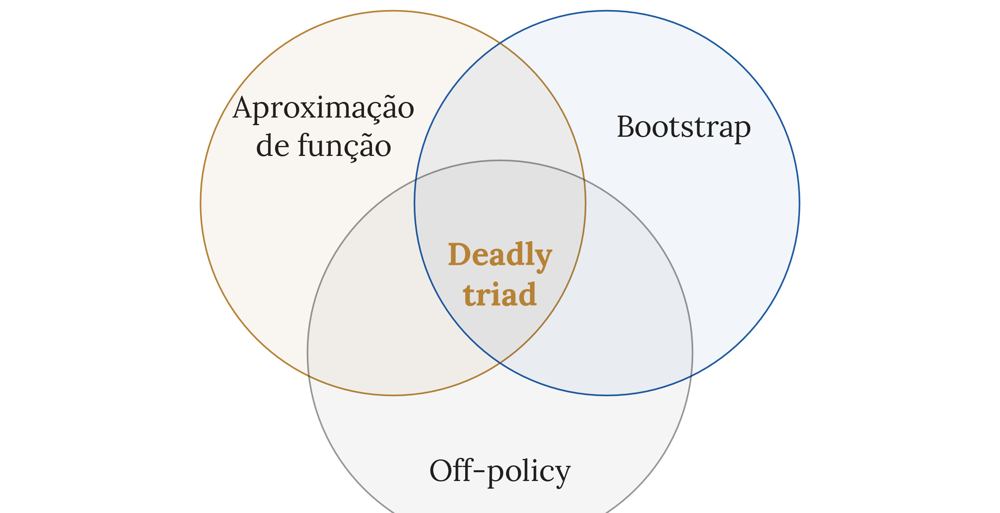 Aproximação
de função
Bootstrap
Deadly
triad
Off-policy